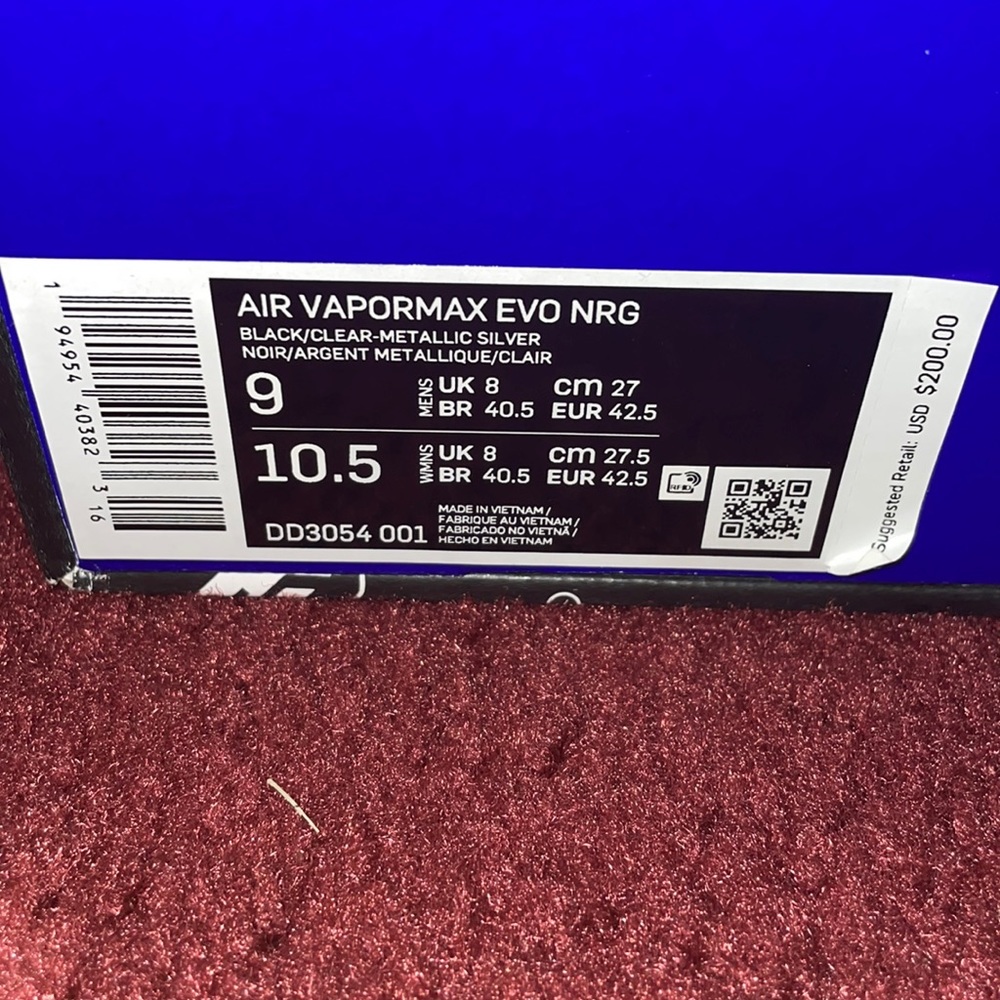 AIR VAPORMAX EVO NRG
BLACK/CLEAR-METALLIC SILVER
NOIR/ARGENT METALLIQUE/CLAIR
9 MENS UK 8 cm 27
BR 40.5 EUR 42.5
10.5 WMNS UK 8 cm 27.5
BR 40.5 EUR 42.5
RFID
DD3054 001
MADE IN VIETNAM /
FABRIQUE AU VIETNAM /
FABRICADO NO VIETNÃ /
HECHO EN VIETNAM
1 94954 40382 3 16
Suggested Retail: USD $200.00